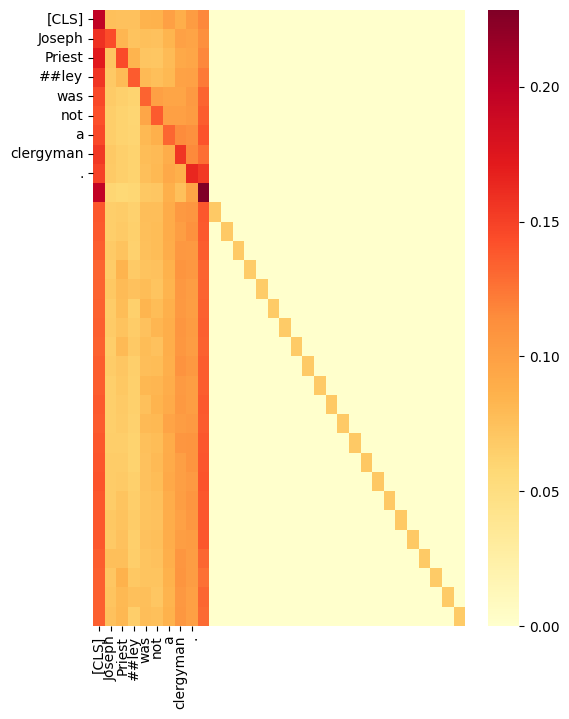 [CLS]
Joseph
Priest
##ley
was
not
a
clergyman
.
0.20
0.15
0.10
0.05
0.00
[CLS]
Joseph
Priest
##ley
was
not
a
clergyman
.